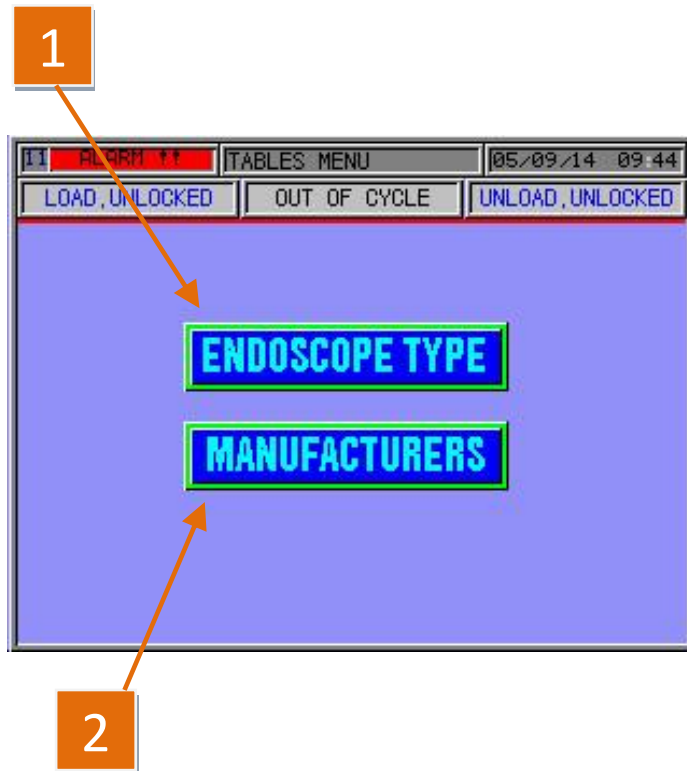 1
11 ALARM !! TABLES MENU 05/09/14 09:44
LOAD,UNLOCKED OUT OF CYCLE UNLOAD,UNLOCKED
ENDOSCOPE TYPE
MANUFACTURERS
2